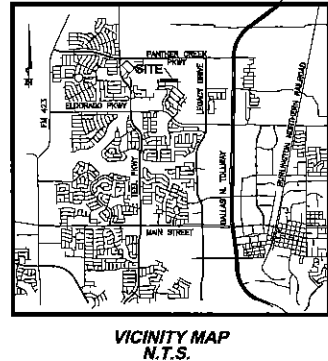 PANTHER CREEK
PKWY
SITE
LEGACY DRIVE
ELDORADO PKWY
FM 423
BURLINGTON NORTHERN RAILROAD
TEEL PKWY
DALLAS N. TOLLWAY
MAIN STREET
VICINITY MAP
N.T.S.